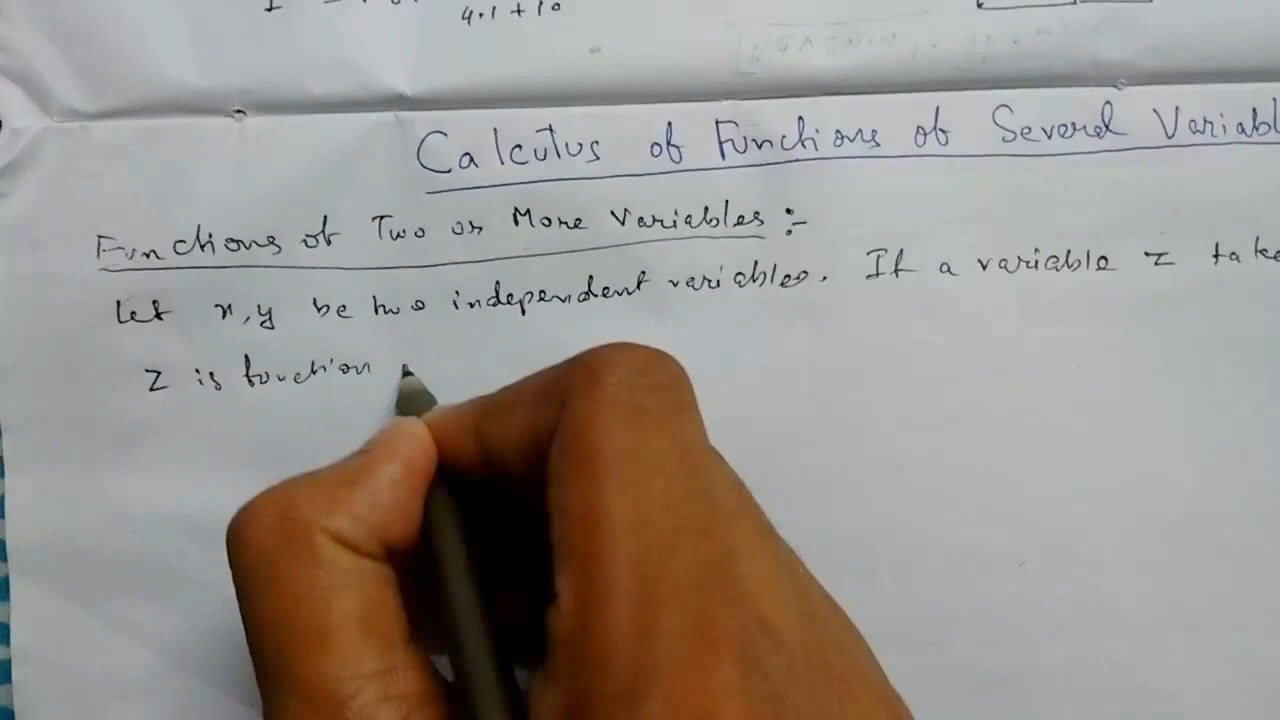 4.1 + 10
Calculus of Functions of Several Variabl
Functions of Two or More Variables :-
Let x, y be two independent variables. If a variable z take
z is function